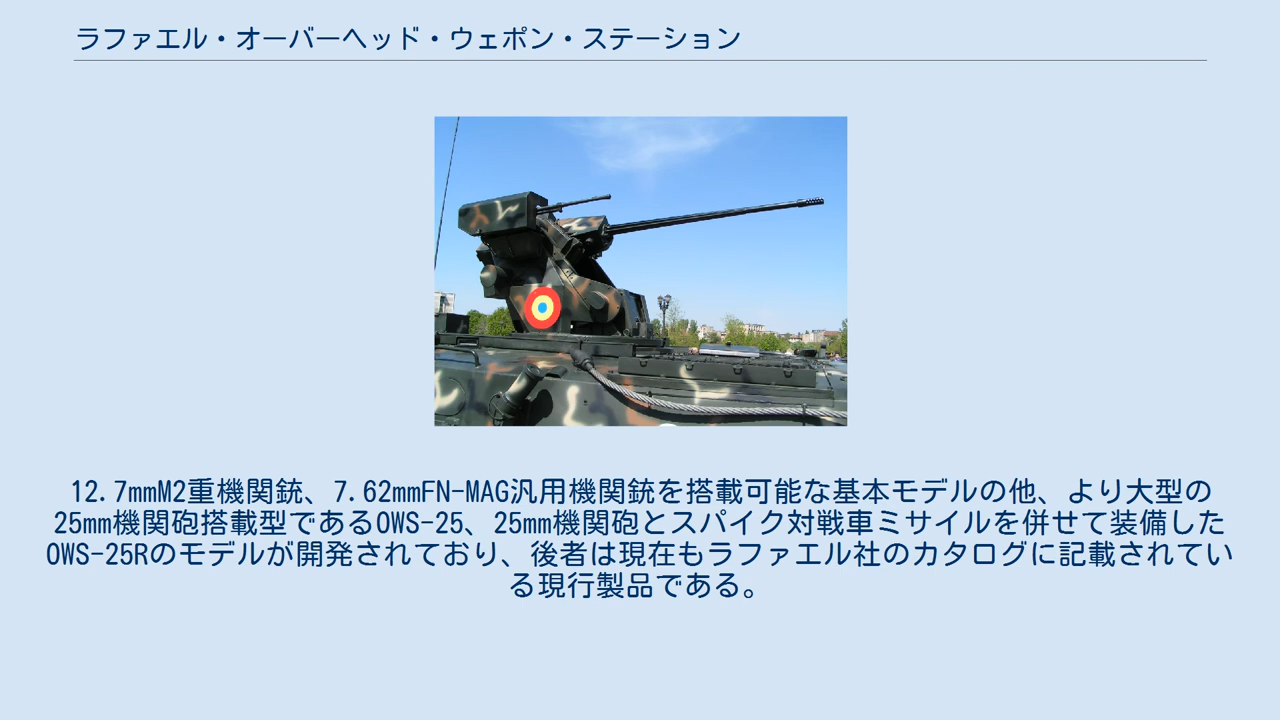 ラファエル・オーバーヘッド・ウェポン・ステーション
12.7mmM2重機関銃、7.62mmFN-MAG汎用機関銃を搭載可能な基本モデルの他、より大型の
25mm機関砲搭載型であるOWS-25、25mm機関砲とスパイク対戦車ミサイルを併せて装備した
OWS-25Rのモデルが開発されており、後者は現在もラファエル社のカタログに記載されてい
る現行製品である。